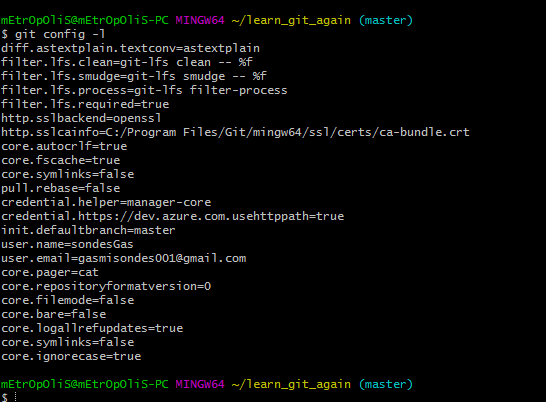 mEtrOpOliS@mEtrOpOliS-PC MINGW64 ~/learn_git_again (master)
$ git config -l
diff.astextplain.textconv=astextplain
filter.lfs.clean=git-lfs clean -- %f
filter.lfs.smudge=git-lfs smudge -- %f
filter.lfs.process=git-lfs filter-process
filter.lfs.required=true
http.sslbackend=openssl
http.sslcainfo=C:/Program Files/Git/mingw64/ssl/certs/ca-bundle.crt
core.autocrlf=true
core.fscache=true
core.symlinks=false
pull.rebase=false
credential.helper=manager-core
credential.https://dev.azure.com.usehttppath=true
init.defaultbranch=master
user.name=sondesGas
user.email=gasmisondes001@gmail.com
core.pager=cat
core.repositoryformatversion=0
core.filemode=false
core.bare=false
core.logallrefupdates=true
core.symlinks=false
core.ignorecase=true
mEtrOpOliS@mEtrOpOliS-PC MINGW64 ~/learn_git_again (master)
$